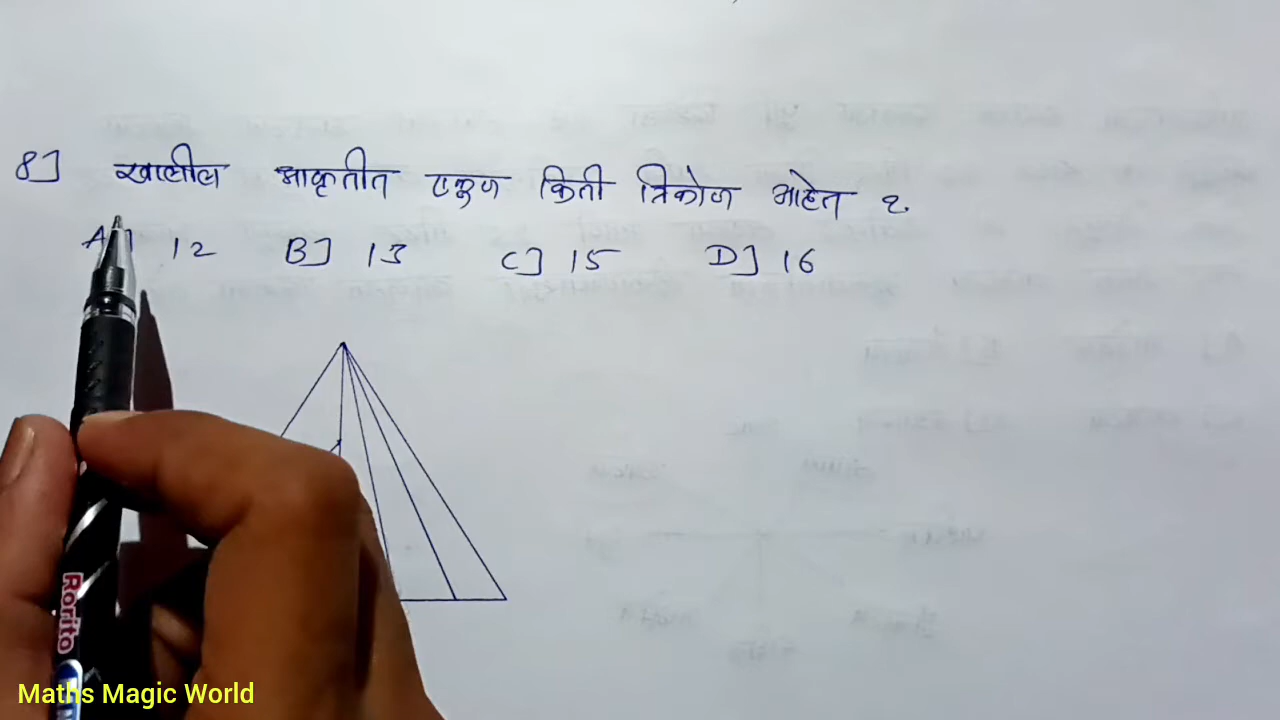 8] खालील आकृतीत एकुण किती त्रिकोण आहेत ?
A] 12 B] 13 C] 15 D] 16
Rorito
Maths Magic World